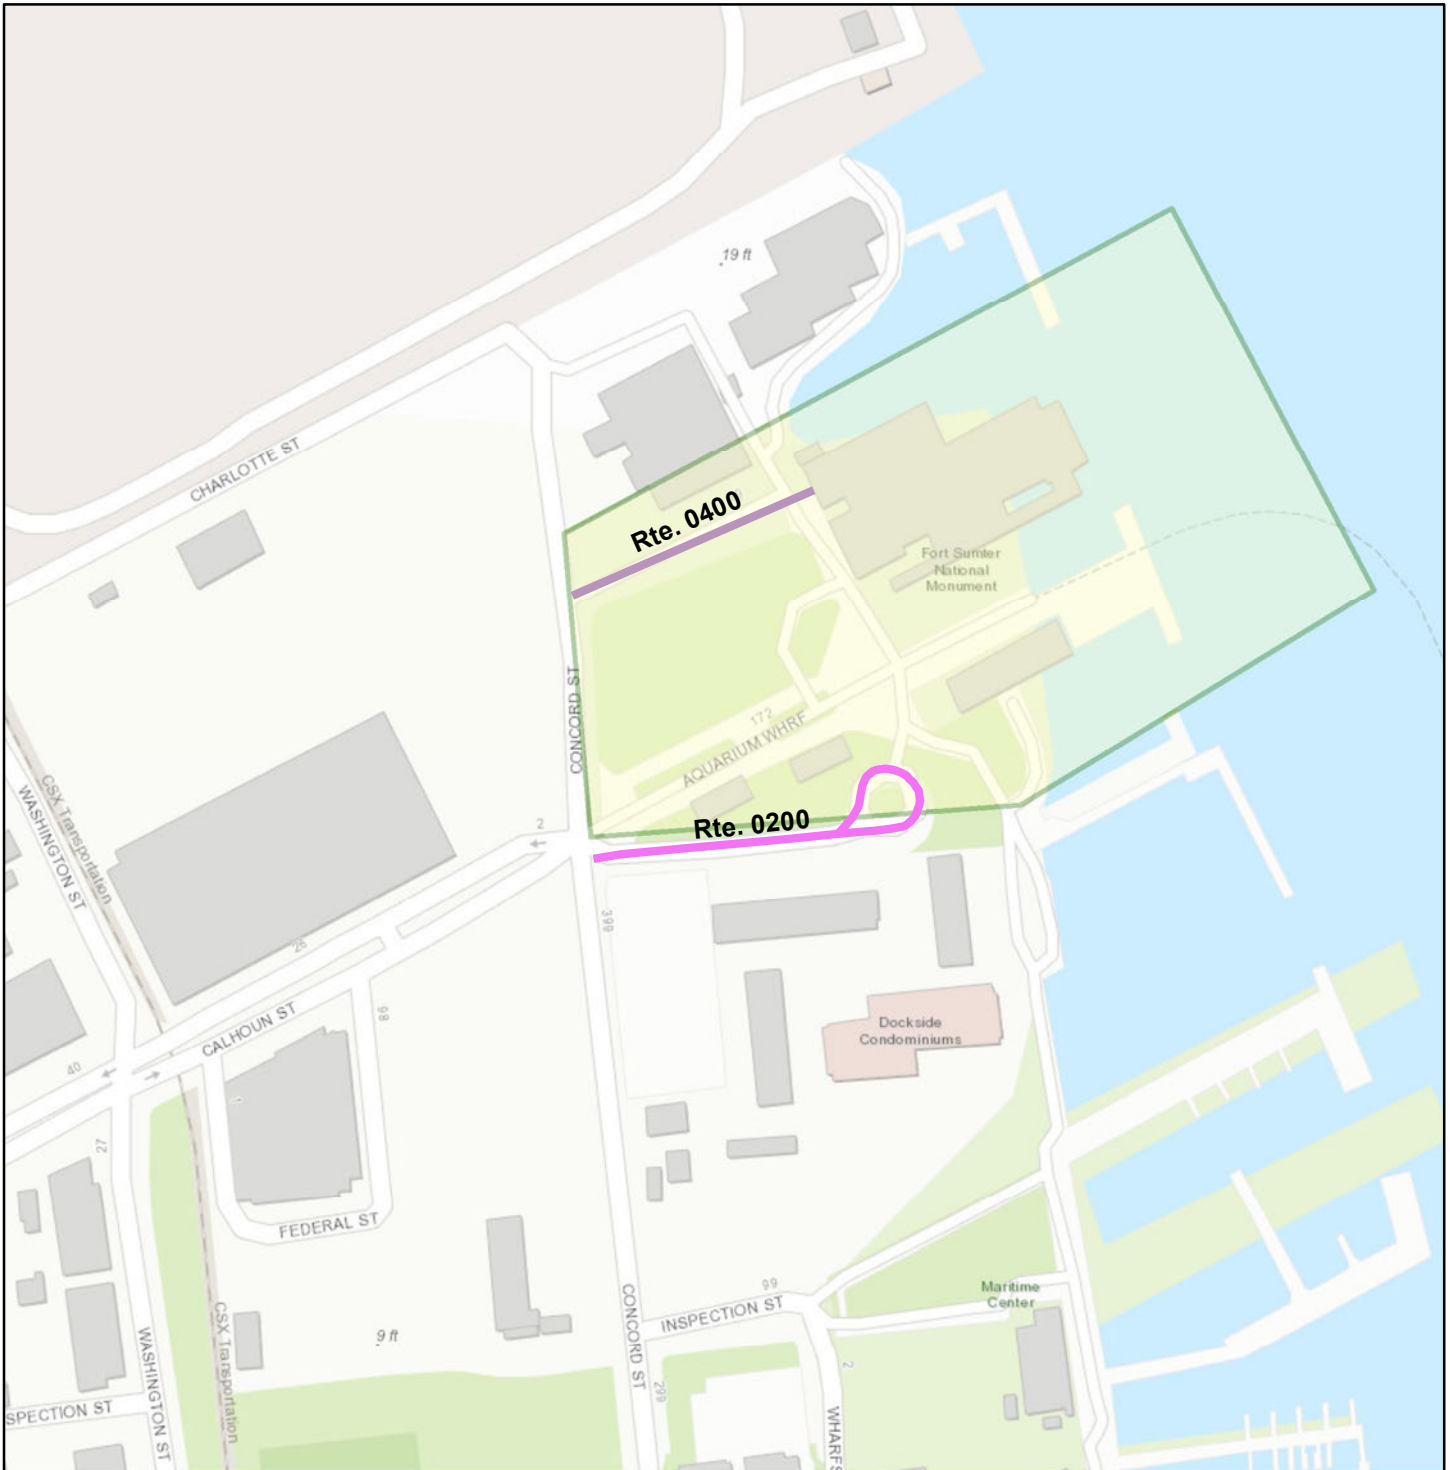 19 ft
CHARLOTTE ST
Rte. 0400
Fort Sumter
National
Monument
CONCORD ST
172
AQUARIUM WHRF
CSX Transportation
WASHINGTON ST
2
Rte. 0200
399
26
98
CALHOUN ST
Dockside
Condominiums
40
1
27
FEDERAL ST
99
Maritime
Center
INSPECTION ST
CONCORD ST
9 ft
CSX Transportation
WASHINGTON ST
2
299
SPECTION ST
WHARFS